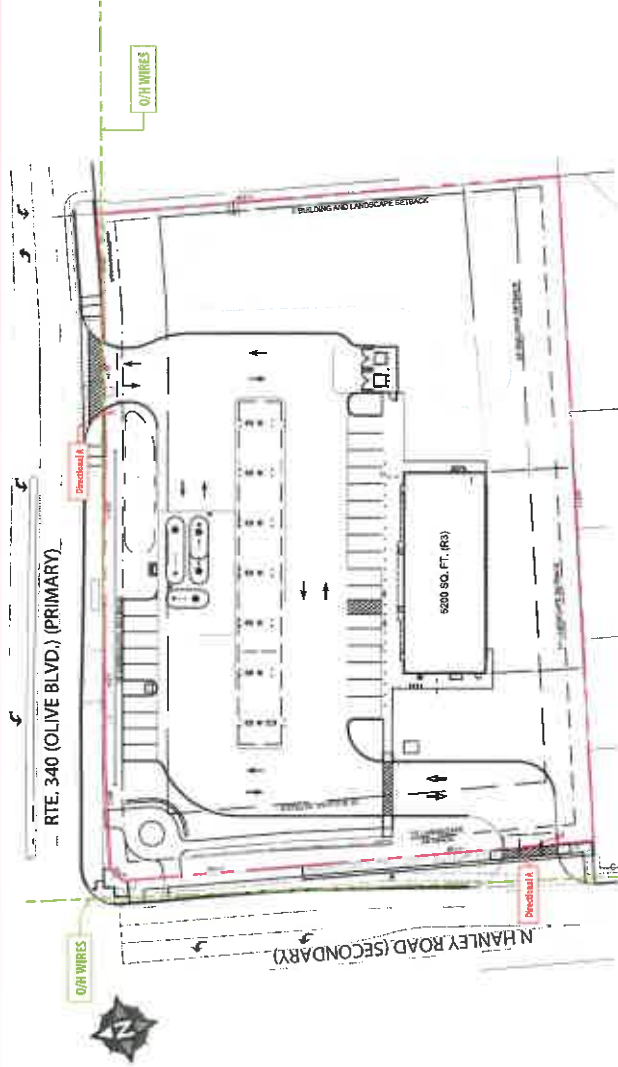 O/H WIRES
BUILDING AND LANDSCAPE SETBACK
Directional A
RTE. 340 (OLIVE BLVD.) (PRIMARY)
5200 SQ. FT. (R3)
O/H WIRES
Directional A
N HANLEY ROAD (SECONDARY)
N